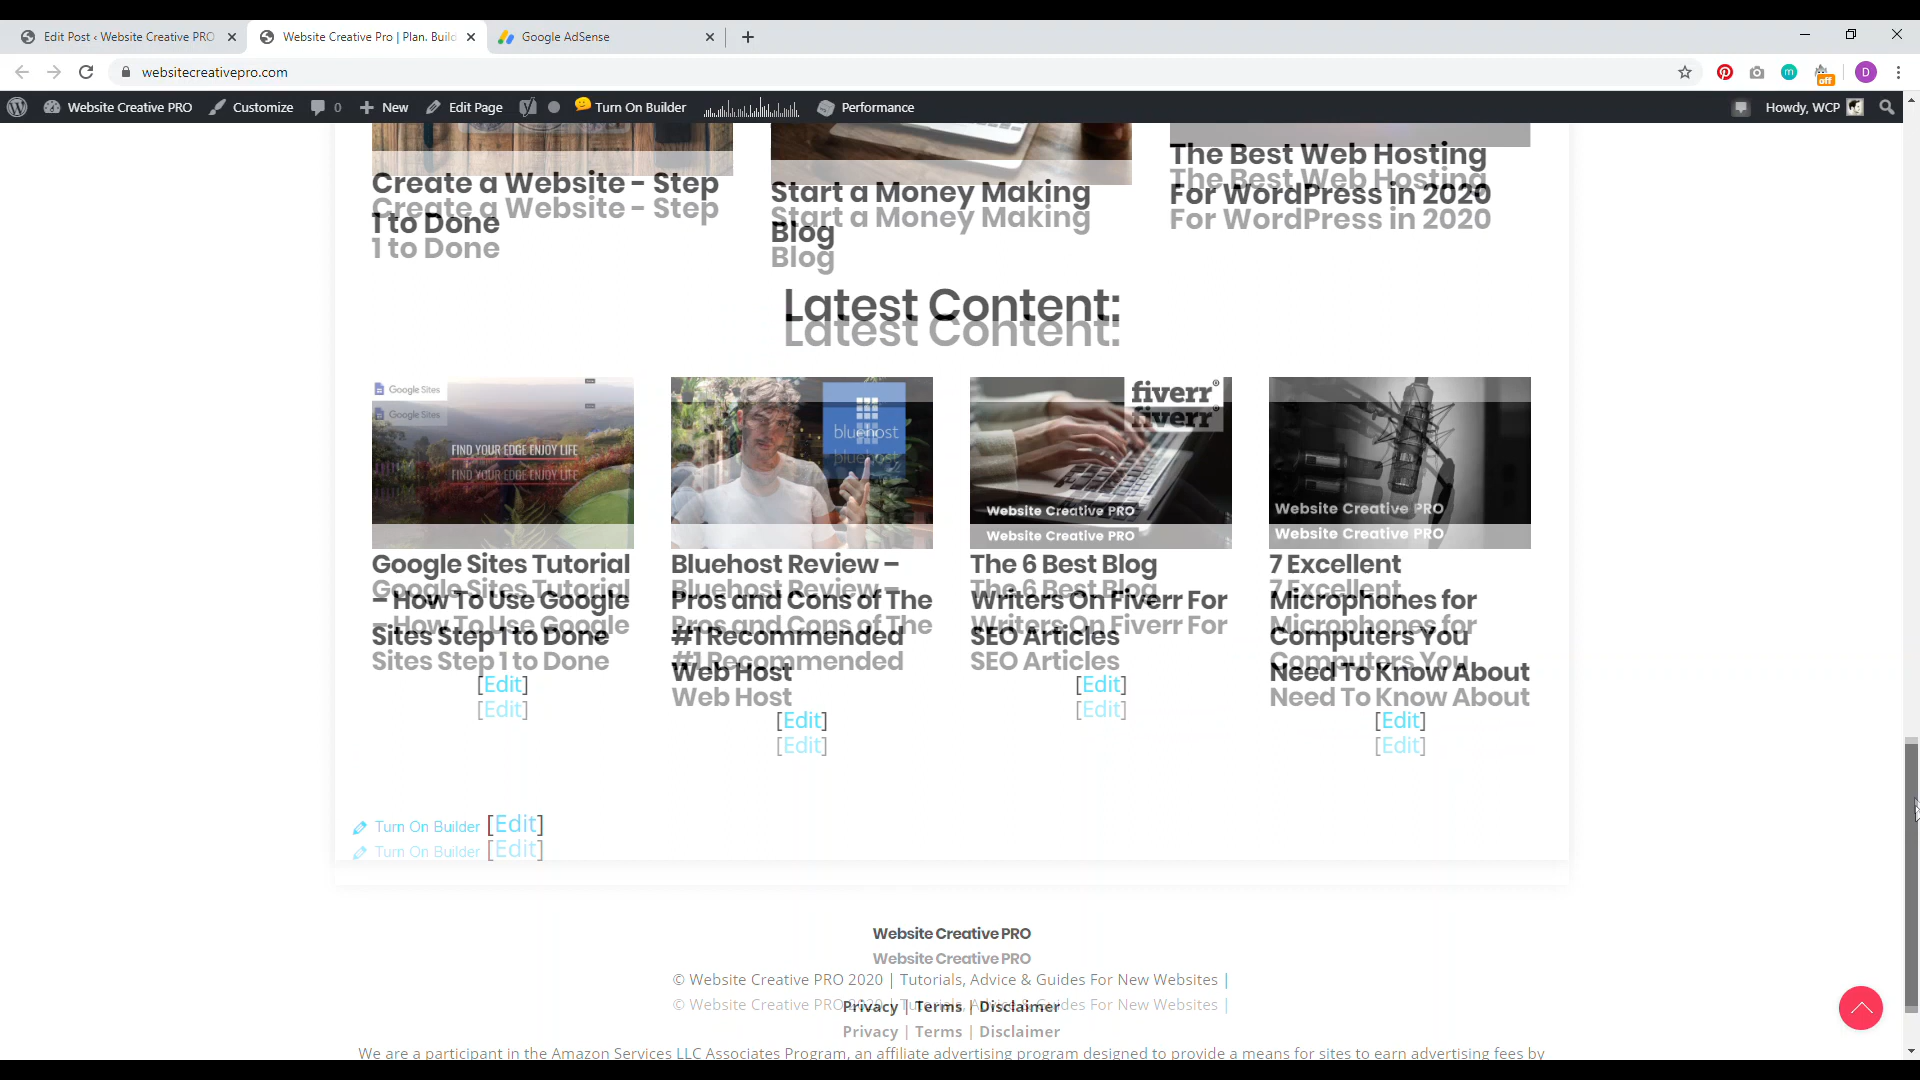 Edit Post ‹ Website Creative PRO
Website Creative Pro | Plan. Build
Google AdSense
websitecreativepro.com
off
D
Website Creative PRO
Customize
0
New
Edit Page
Turn On Builder
Performance
Howdy, WCP
Create a Website - Step
1 to Done
Start a Money Making
Blog
The Best Web Hosting
For WordPress in 2020
Latest Content:
Google Sites
FIND YOUR EDGE ENJOY LIFE
bluehost
fiverr®
Website Creative PRO
Website Creative PRO
Google Sites Tutorial
– How To Use Google
Sites Step 1 to Done
[Edit]
Bluehost Review –
Pros and Cons of The
#1 Recommended
Web Host
[Edit]
The 6 Best Blog
Writers On Fiverr For
SEO Articles
[Edit]
7 Excellent
Microphones for
Computers You
Need To Know About
[Edit]
Turn On Builder [Edit]
Website Creative PRO
© Website Creative PRO 2020 | Tutorials, Advice & Guides For New Websites |
Privacy | Terms | Disclaimer
We are a participant in the Amazon Services LLC Associates Program, an affiliate advertising program designed to provide a means for sites to earn advertising fees by